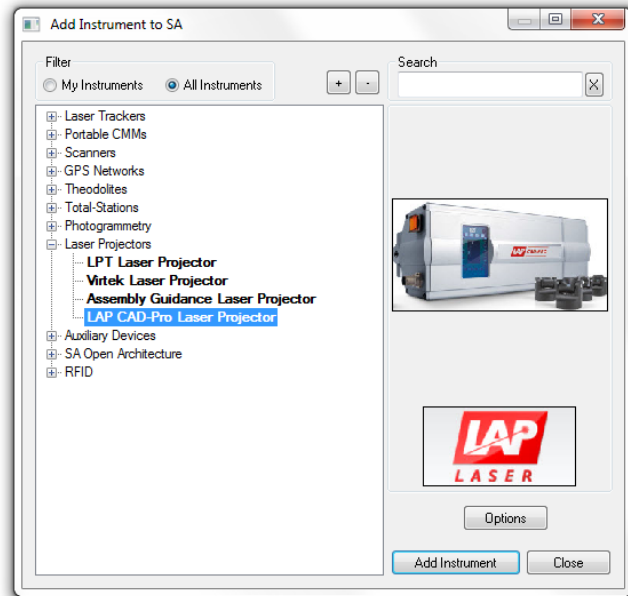 Add Instrument to SA
Filter
My Instruments
All Instruments
+
-
Search
X
Laser Trackers
Portable CMMs
Scanners
GPS Networks
Theodolites
Total-Stations
Photogrammetry
Laser Projectors
LPT Laser Projector
Virtek Laser Projector
Assembly Guidance Laser Projector
LAP CAD-Pro Laser Projector
Auxiliary Devices
SA Open Architecture
RFID
LAP
LAP
LASER
Options
Add Instrument
Close